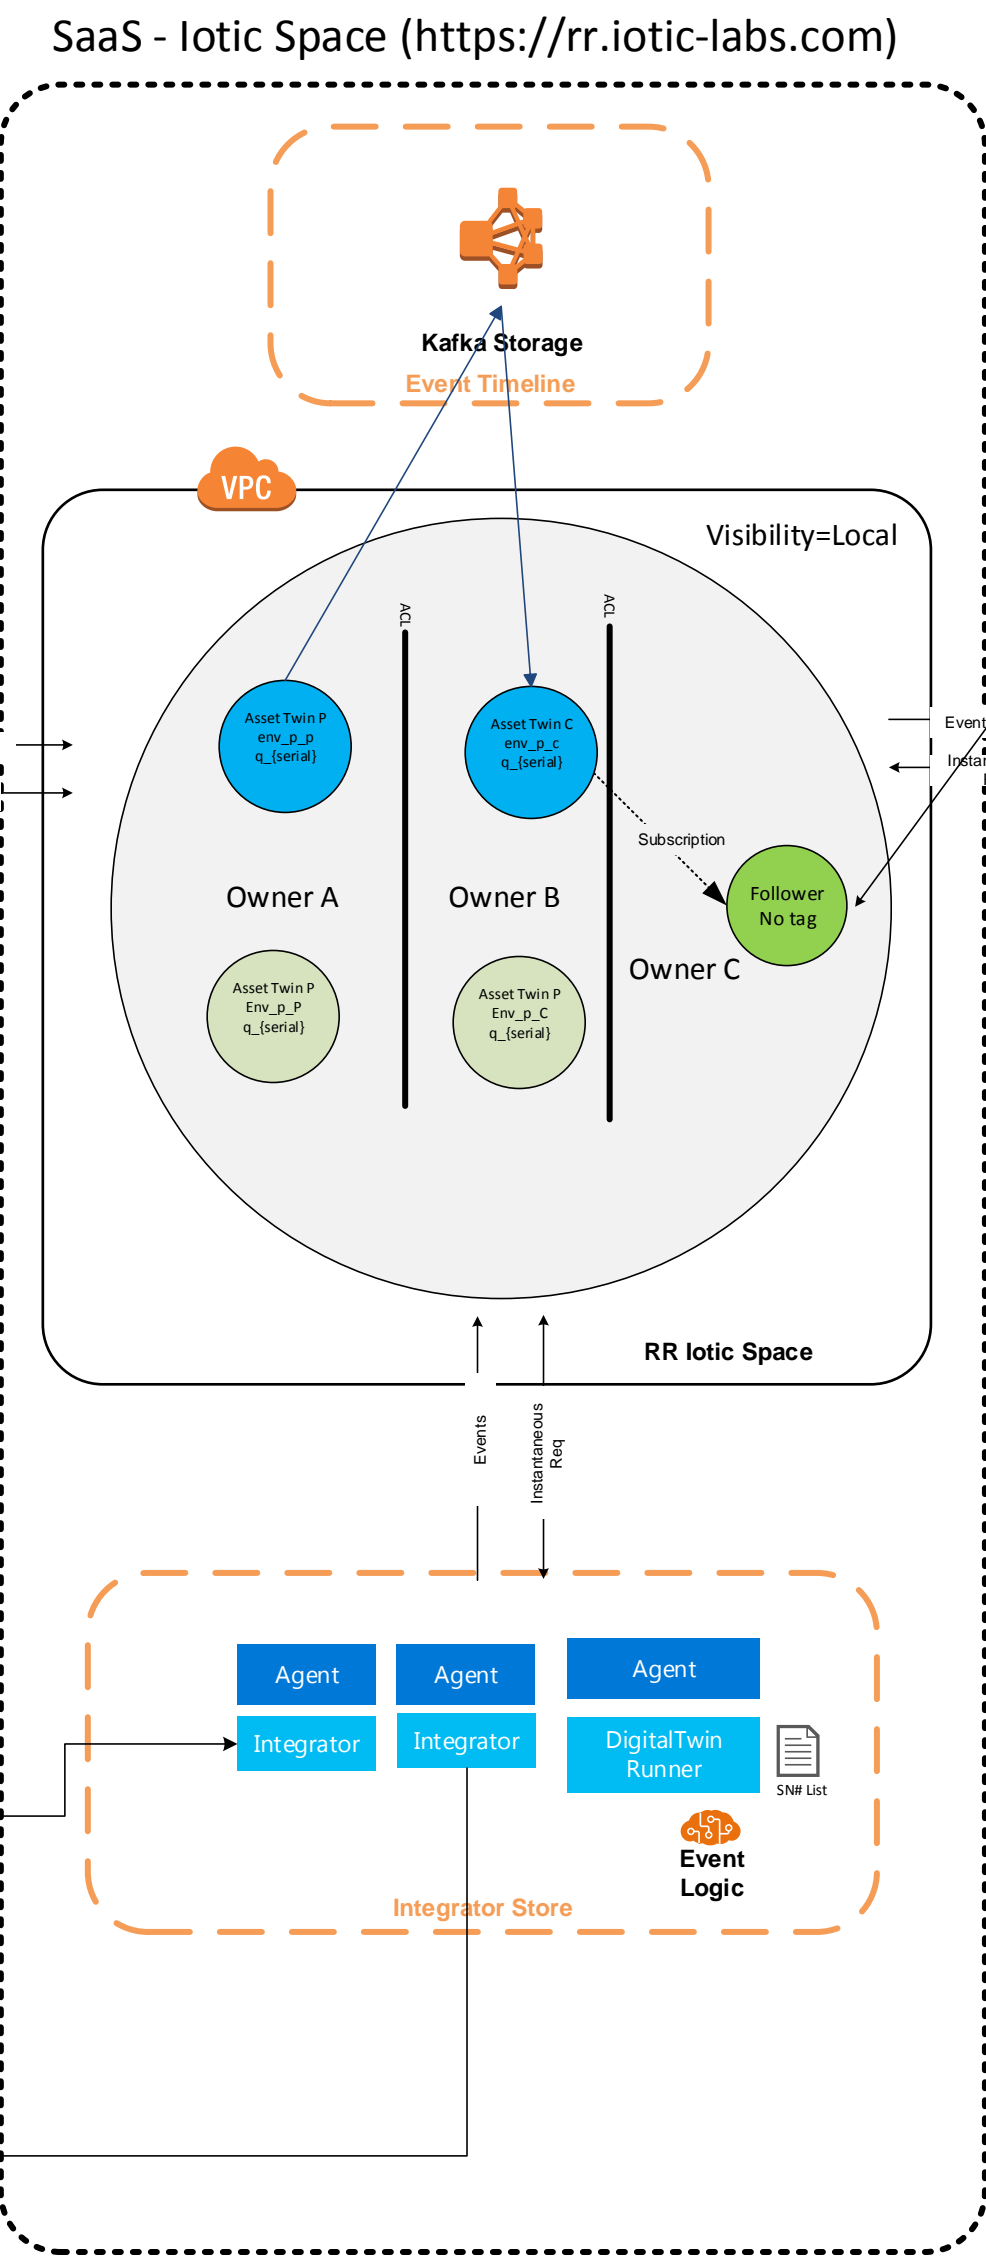 SaaS - Iotic Space (https://rr.iotic-labs.com)
Kafka Storage
Event Timeline
VPC
Visibility=Local
ACL
ACL
Asset Twin P
env_p_p
q_{serial}
Asset Twin C
env_p_c
q_{serial}
Event
Instan
Subscription
Owner A
Owner B
Follower
No tag
Owner C
Asset Twin P
Env_p_P
q_{serial}
Asset Twin P
Env_p_C
q_{serial}
RR Iotic Space
Events
Instantaneous
Req
Agent
Agent
Agent
Integrator
Integrator
DigitalTwin
Runner
SN# List
Event
Logic
Integrator Store